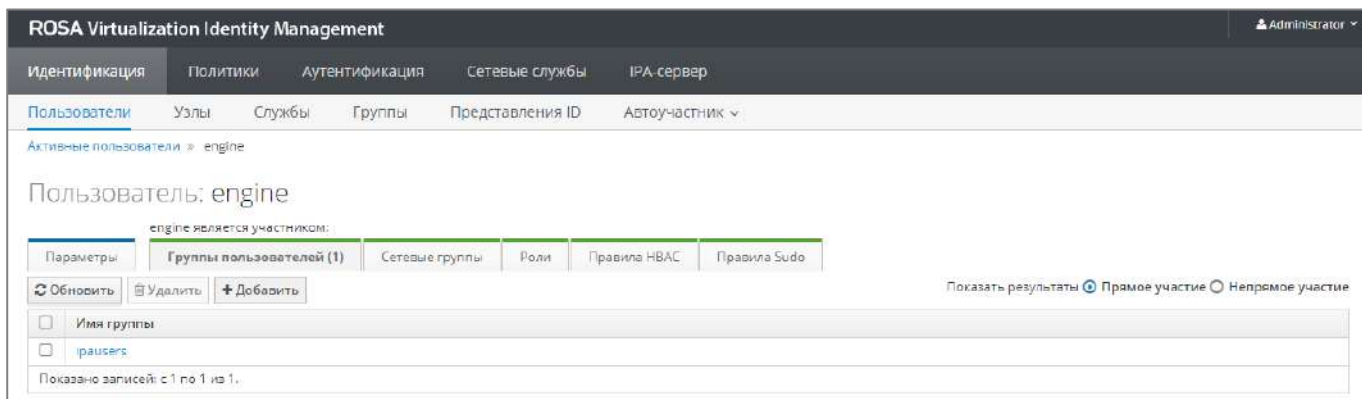 ROSA Virtualization Identity Management Administrator
Идентификация Политики Аутентификация Сетевые службы IPA-сервер
Пользователи Узлы Службы Группы Представления ID Автоучастник
Активные пользователи » engine
Пользователь: engine
engine является участником:
Параметры Группы пользователей (1) Сетевые группы Роли Правила HBAC Правила Sudo
Обновить Удалить + Добавить Показать результаты Прямое участие Непрямое участие
Имя группы
ipausers
Показано записей: с 1 по 1 из 1.